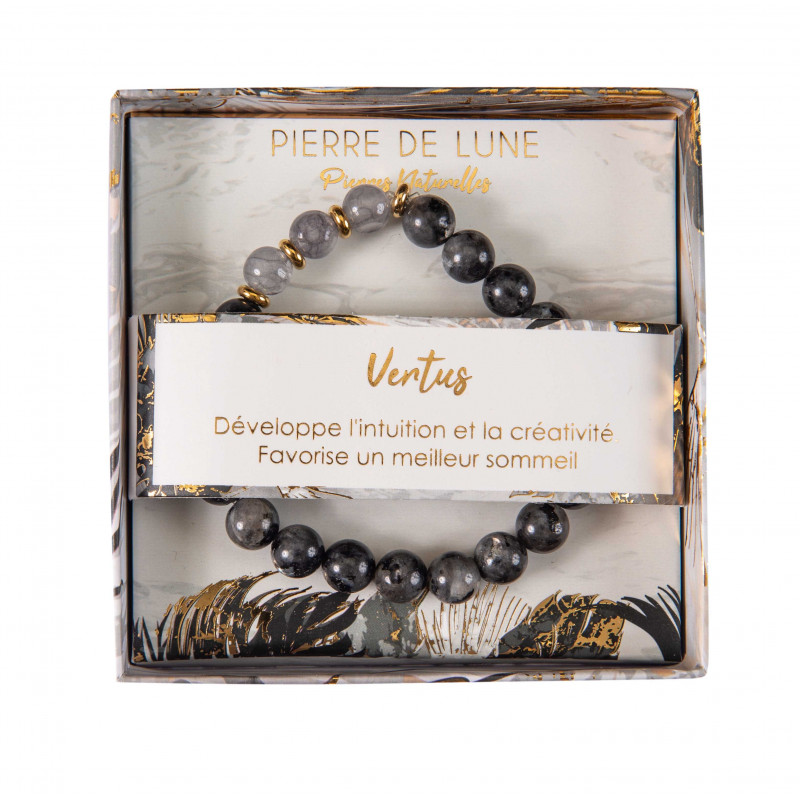 PIERRE DE LUNE
Pierres Naturelles
Vertus
Développe l'intuition et la créativité.
Favorise un meilleur sommeil